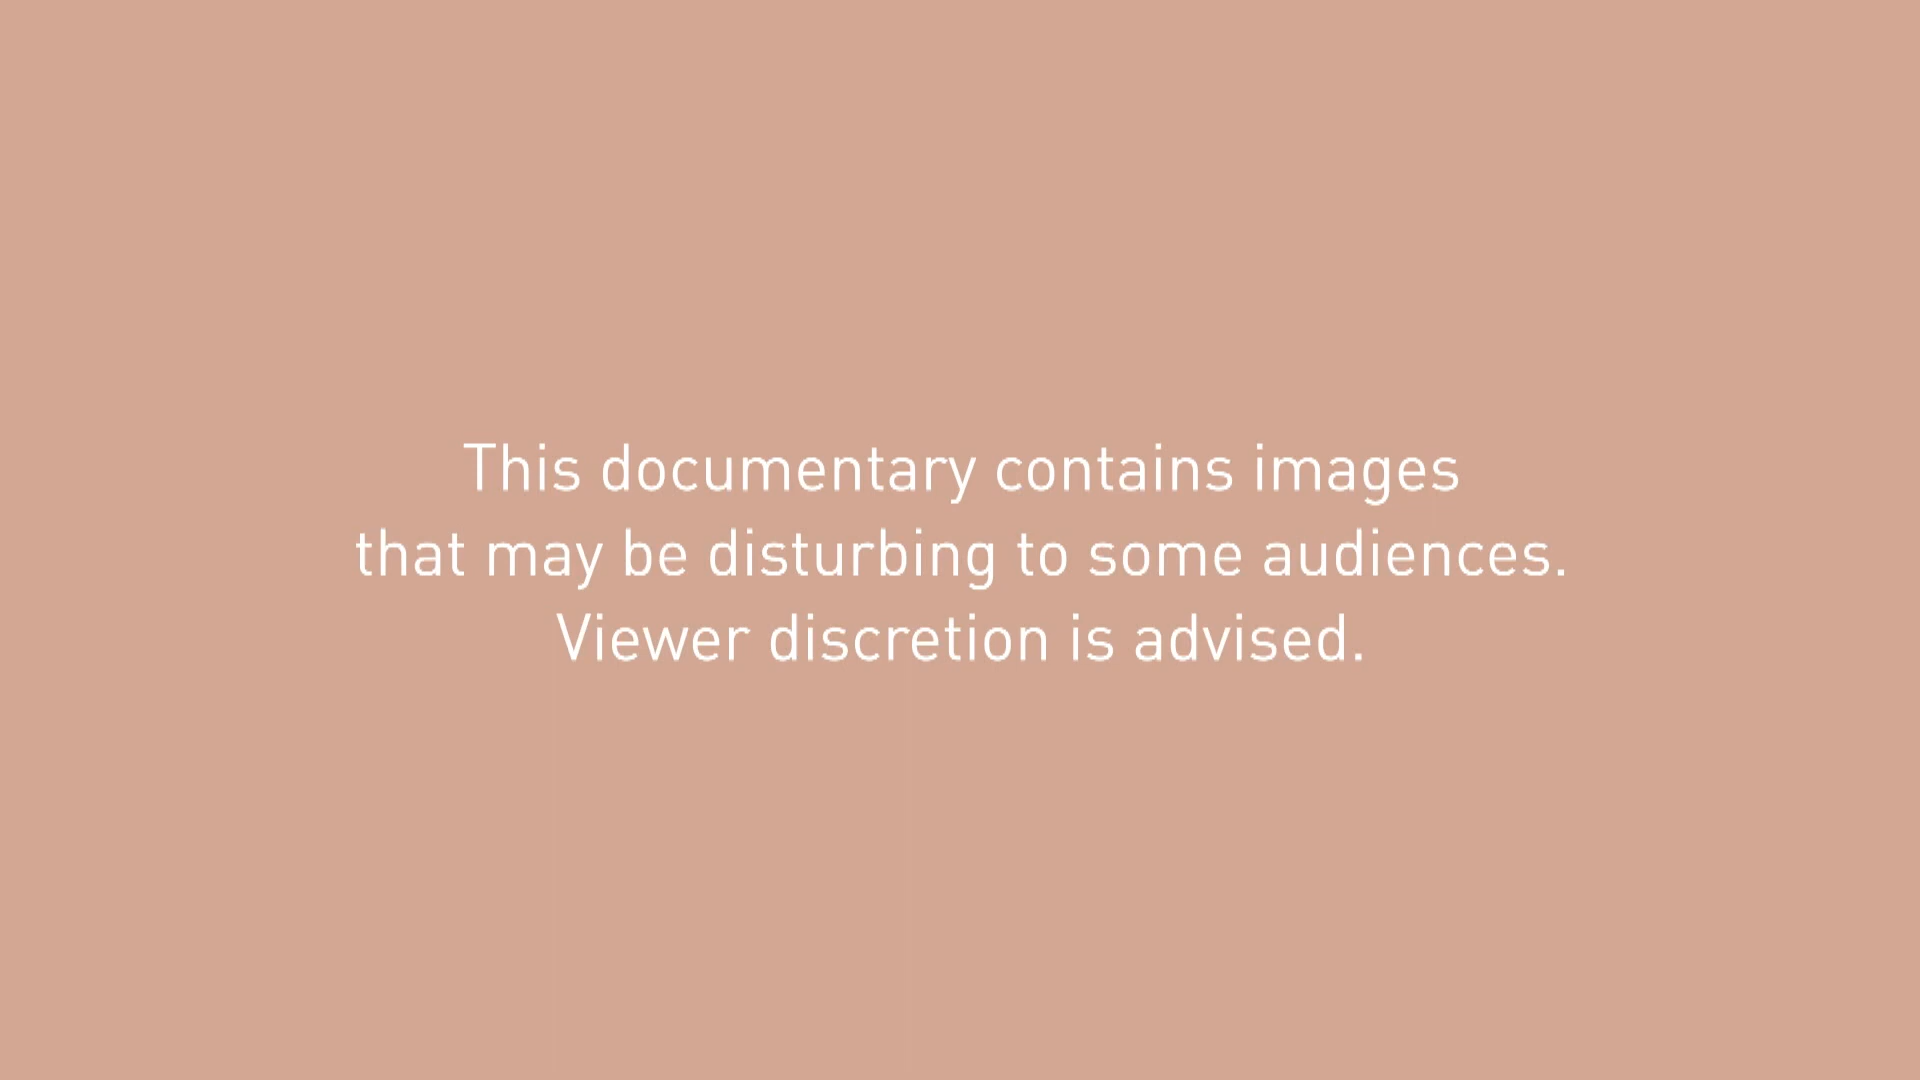 This documentary contains images
that may be disturbing to some audiences.
Viewer discretion is advised.